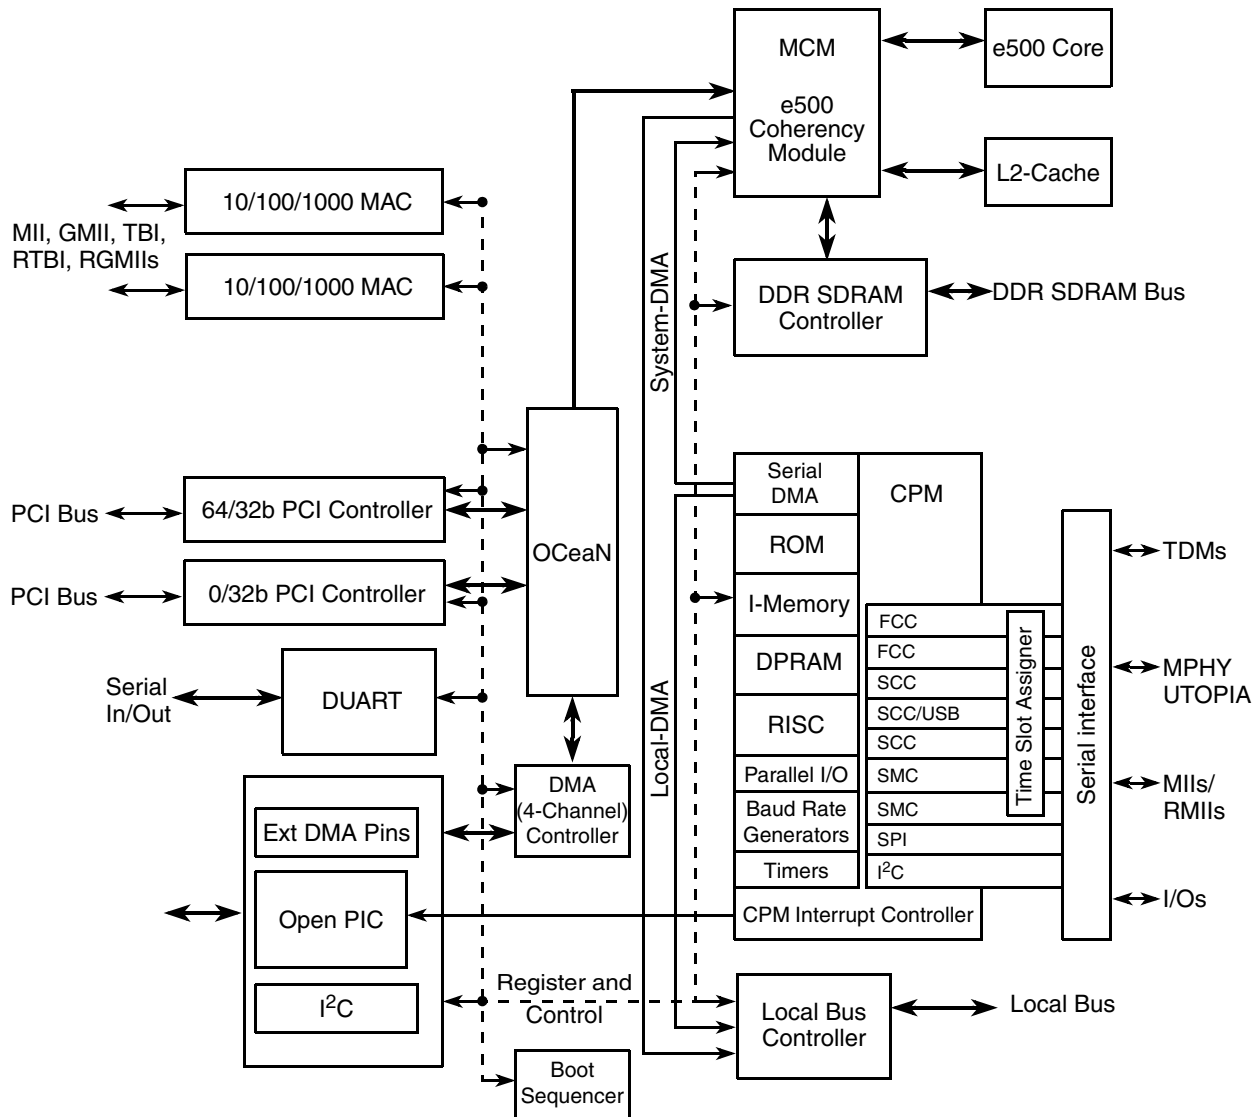 MCM
e500
Coherency
Module
e500 Core
L2-Cache
10/100/1000 MAC
MII, GMII, TBI,
RTBI, RGMIIs
10/100/1000 MAC
DDR SDRAM
Controller
DDR SDRAM Bus
System-DMA
OCeaN
PCI Bus
64/32b PCI Controller
PCI Bus
0/32b PCI Controller
Serial
In/Out
DUART
DMA
(4-Channel)
Controller
Ext DMA Pins
Open PIC
I²C
Local-DMA
Serial
DMA
CPM
ROM
I-Memory
DPRAM
RISC
Parallel I/O
Baud Rate
Generators
Timers
CPM Interrupt Controller
FCC
FCC
SCC
SCC/USB
SCC
SMC
SMC
SPI
I²C
Time Slot Assigner
Serial interface
TDMs
MPHY
UTOPIA
MIIs/
RMIIs
I/Os
Register and
Control
Local Bus
Controller
Local Bus
Boot
Sequencer